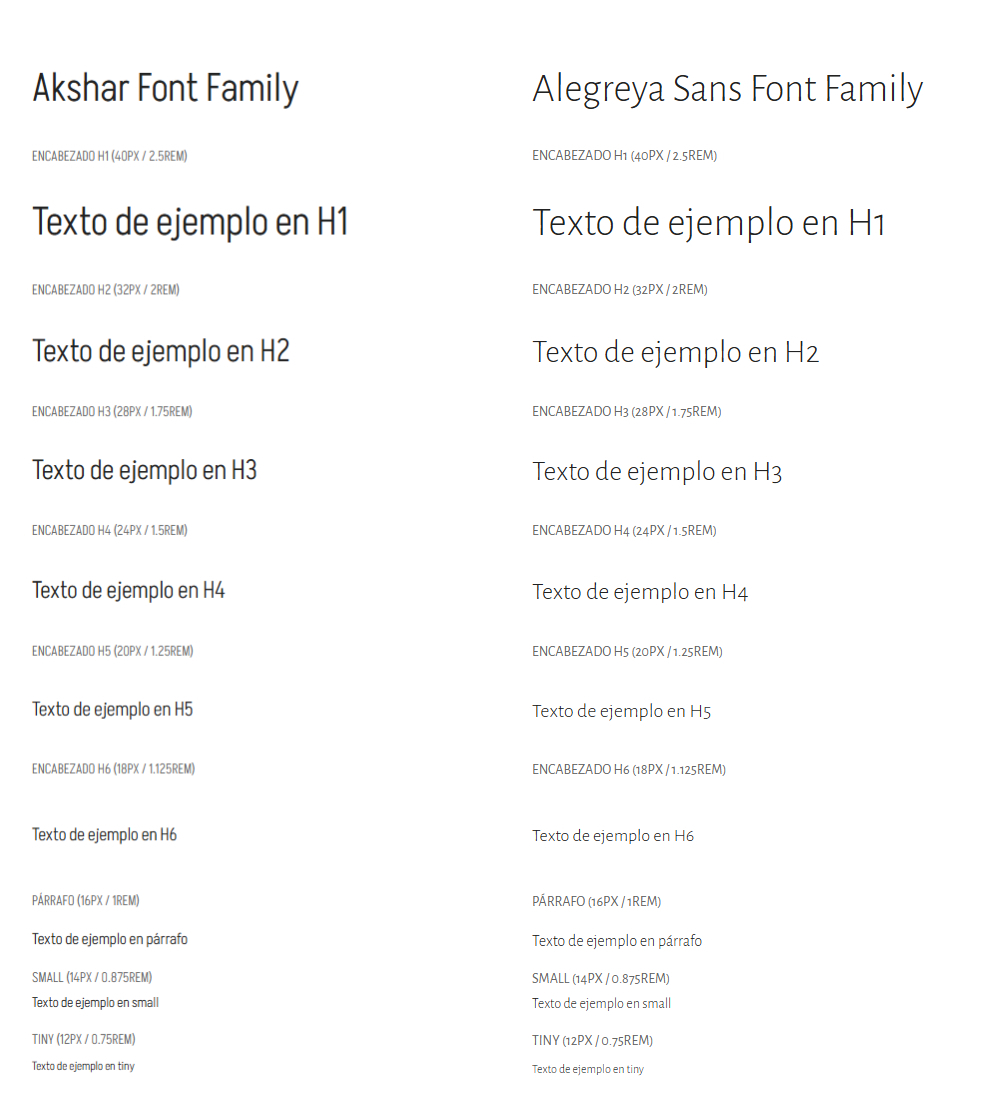 Akshar Font Family
ENCABEZADO H1 (40PX / 2.5REM)
Texto de ejemplo en H1
ENCABEZADO H2 (32PX / 2REM)
Texto de ejemplo en H2
ENCABEZADO H3 (28PX / 1.75REM)
Texto de ejemplo en H3
ENCABEZADO H4 (24PX / 1.5REM)
Texto de ejemplo en H4
ENCABEZADO H5 (20PX / 1.25REM)
Texto de ejemplo en H5
ENCABEZADO H6 (18PX / 1.125REM)
Texto de ejemplo en H6
PÁRRAFO (16PX / 1REM)
Texto de ejemplo en párrafo
SMALL (14PX / 0.875REM)
Texto de ejemplo en small
TINY (12PX / 0.75REM)
Texto de ejemplo en tiny
Alegreya Sans Font Family
ENCABEZADO H1 (40PX / 2.5REM)
Texto de ejemplo en H1
ENCABEZADO H2 (32PX / 2REM)
Texto de ejemplo en H2
ENCABEZADO H3 (28PX / 1.75REM)
Texto de ejemplo en H3
ENCABEZADO H4 (24PX / 1.5REM)
Texto de ejemplo en H4
ENCABEZADO H5 (20PX / 1.25REM)
Texto de ejemplo en H5
ENCABEZADO H6 (18PX / 1.125REM)
Texto de ejemplo en H6
PÁRRAFO (16PX / 1REM)
Texto de ejemplo en párrafo
SMALL (14PX / 0.875REM)
Texto de ejemplo en small
TINY (12PX / 0.75REM)
Texto de ejemplo en tiny